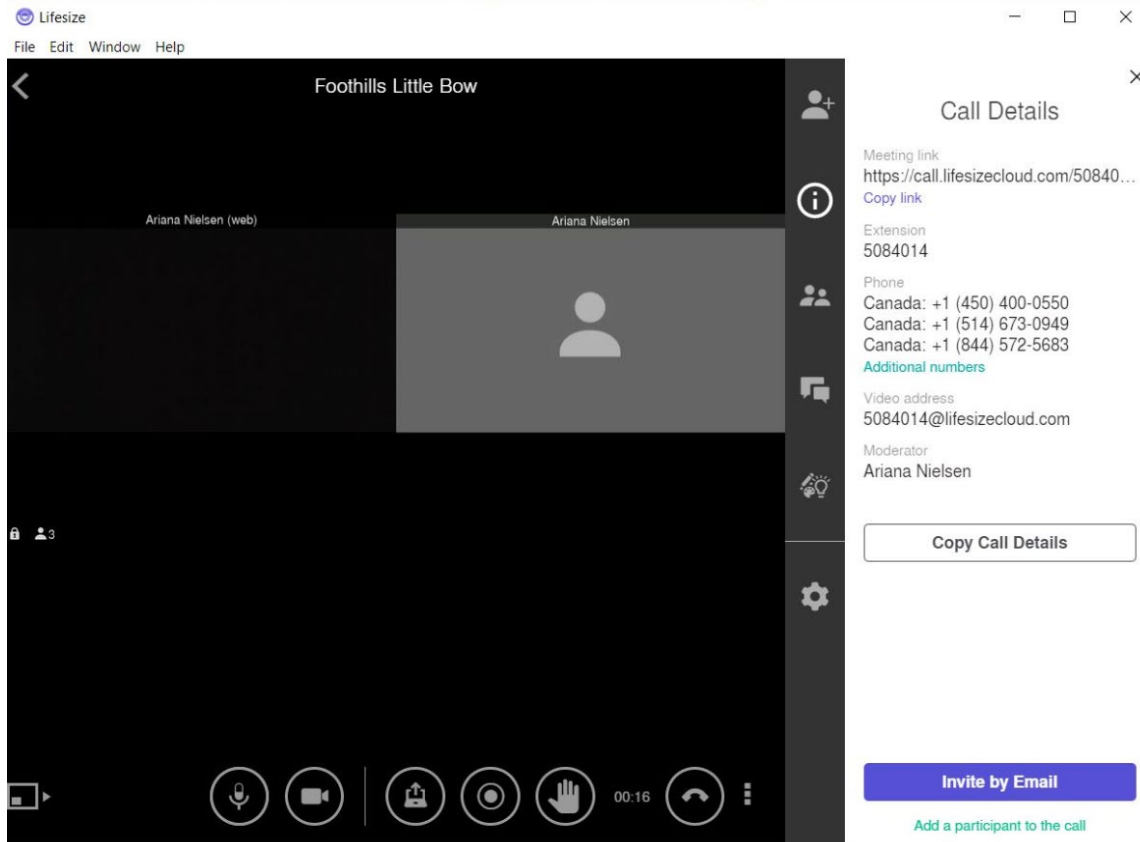 Lifesize
File Edit Window Help
Foothills Little Bow
Ariana Nielsen (web)
Ariana Nielsen
3
00:16
Call Details
Meeting link
https://call.lifesizecloud.com/50840...
Copy link
Extension
5084014
Phone
Canada: +1 (450) 400-0550
Canada: +1 (514) 673-0949
Canada: +1 (844) 572-5683
Additional numbers
Video address
5084014@lifesizecloud.com
Moderator
Ariana Nielsen
Copy Call Details
Invite by Email
Add a participant to the call